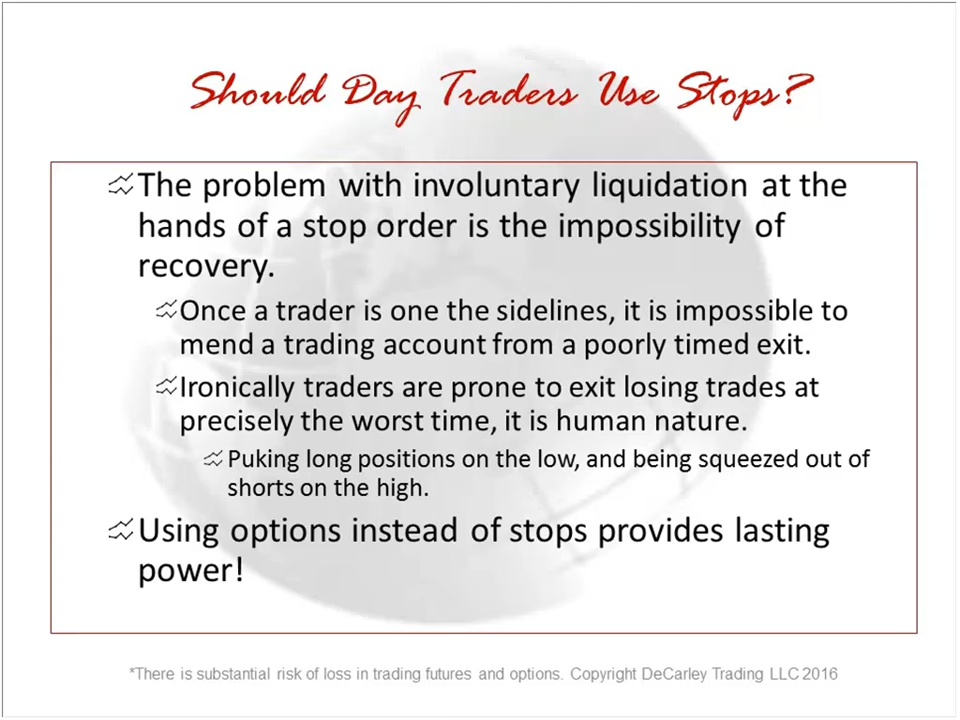 Should Day Traders Use Stops?
The problem with involuntary liquidation at the
hands of a stop order is the impossibility of
recovery.
Once a trader is one the sidelines, it is impossible to
mend a trading account from a poorly timed exit.
Ironically traders are prone to exit losing trades at
precisely the worst time, it is human nature.
Puking long positions on the low, and being squeezed out of
shorts on the high.
Using options instead of stops provides lasting
power!
*There is substantial risk of loss in trading futures and options. Copyright DeCarley Trading LLC 2016